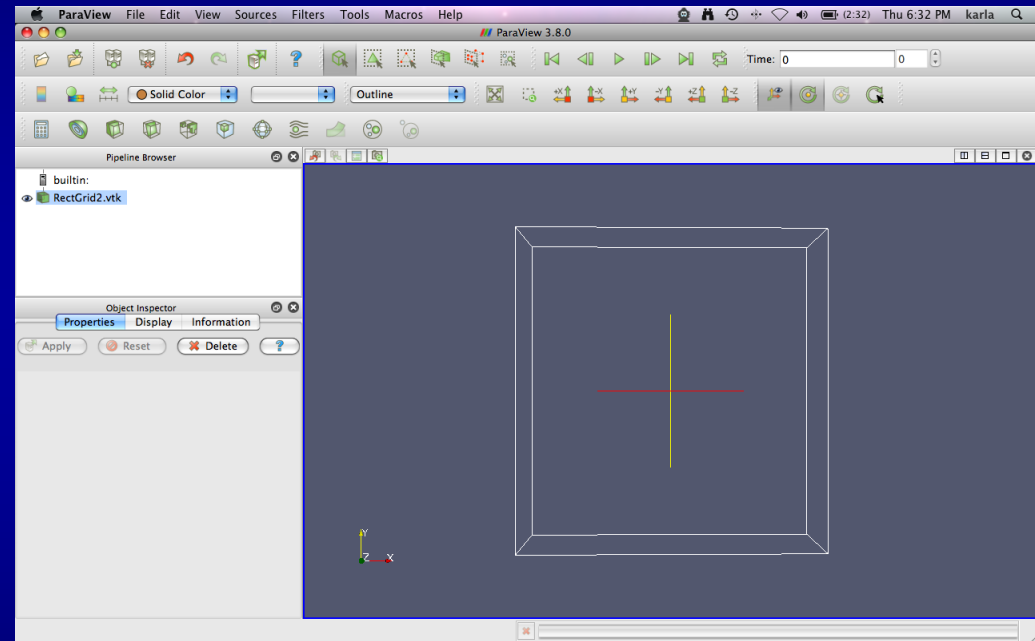 ParaView File Edit View Sources Filters Tools Macros Help (2:32) Thu 6:32 PM karla
ParaView 3.8.0
Time: 0 0
Solid Color Outline +X -X +Y -Y +Z -Z
Pipeline Browser
builtin:
RectGrid2.vtk
Object Inspector
Properties Display Information
Apply Reset Delete ?
Y
Z X